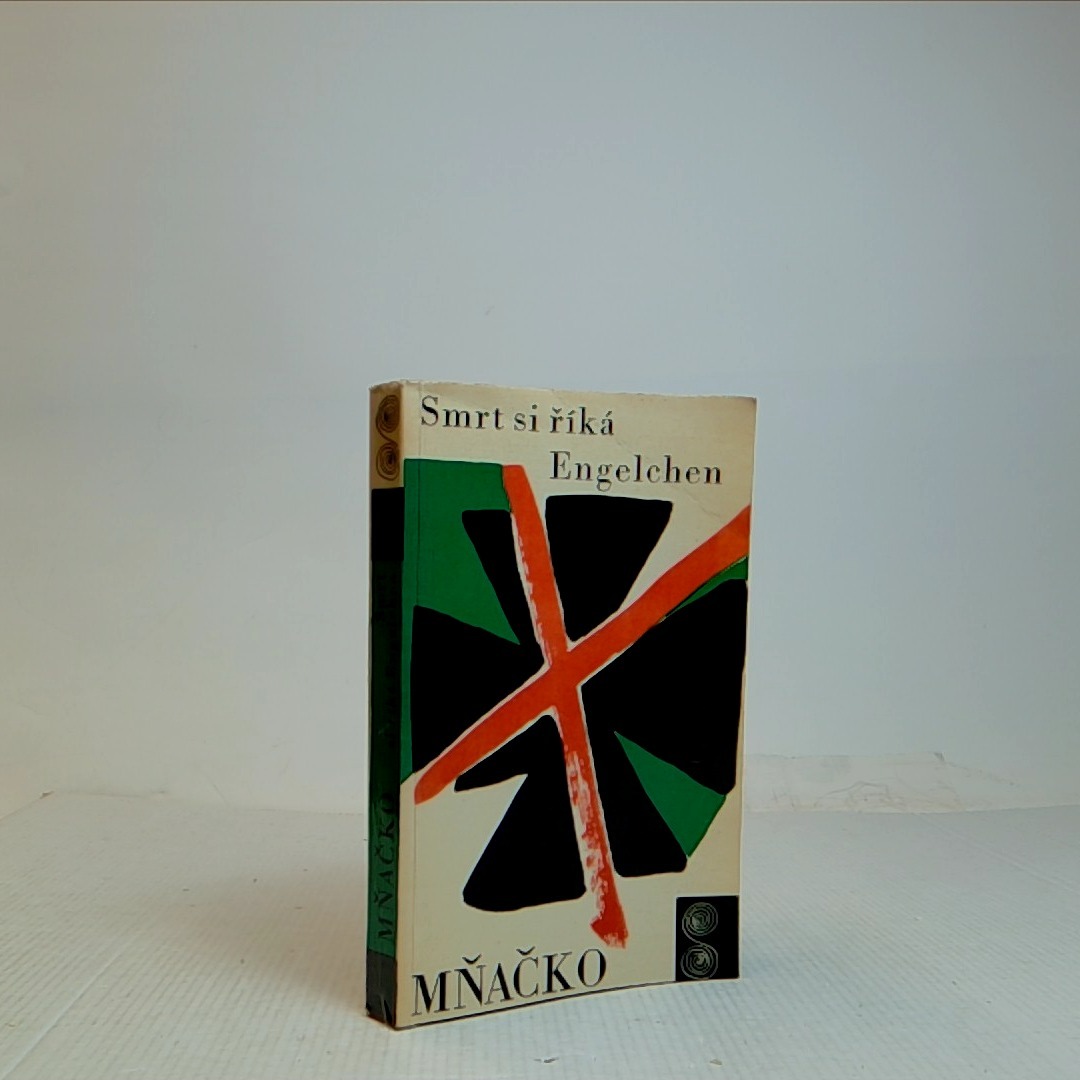 Smrt si říká
Engelchen
MŇAČKO
MŇAČKO